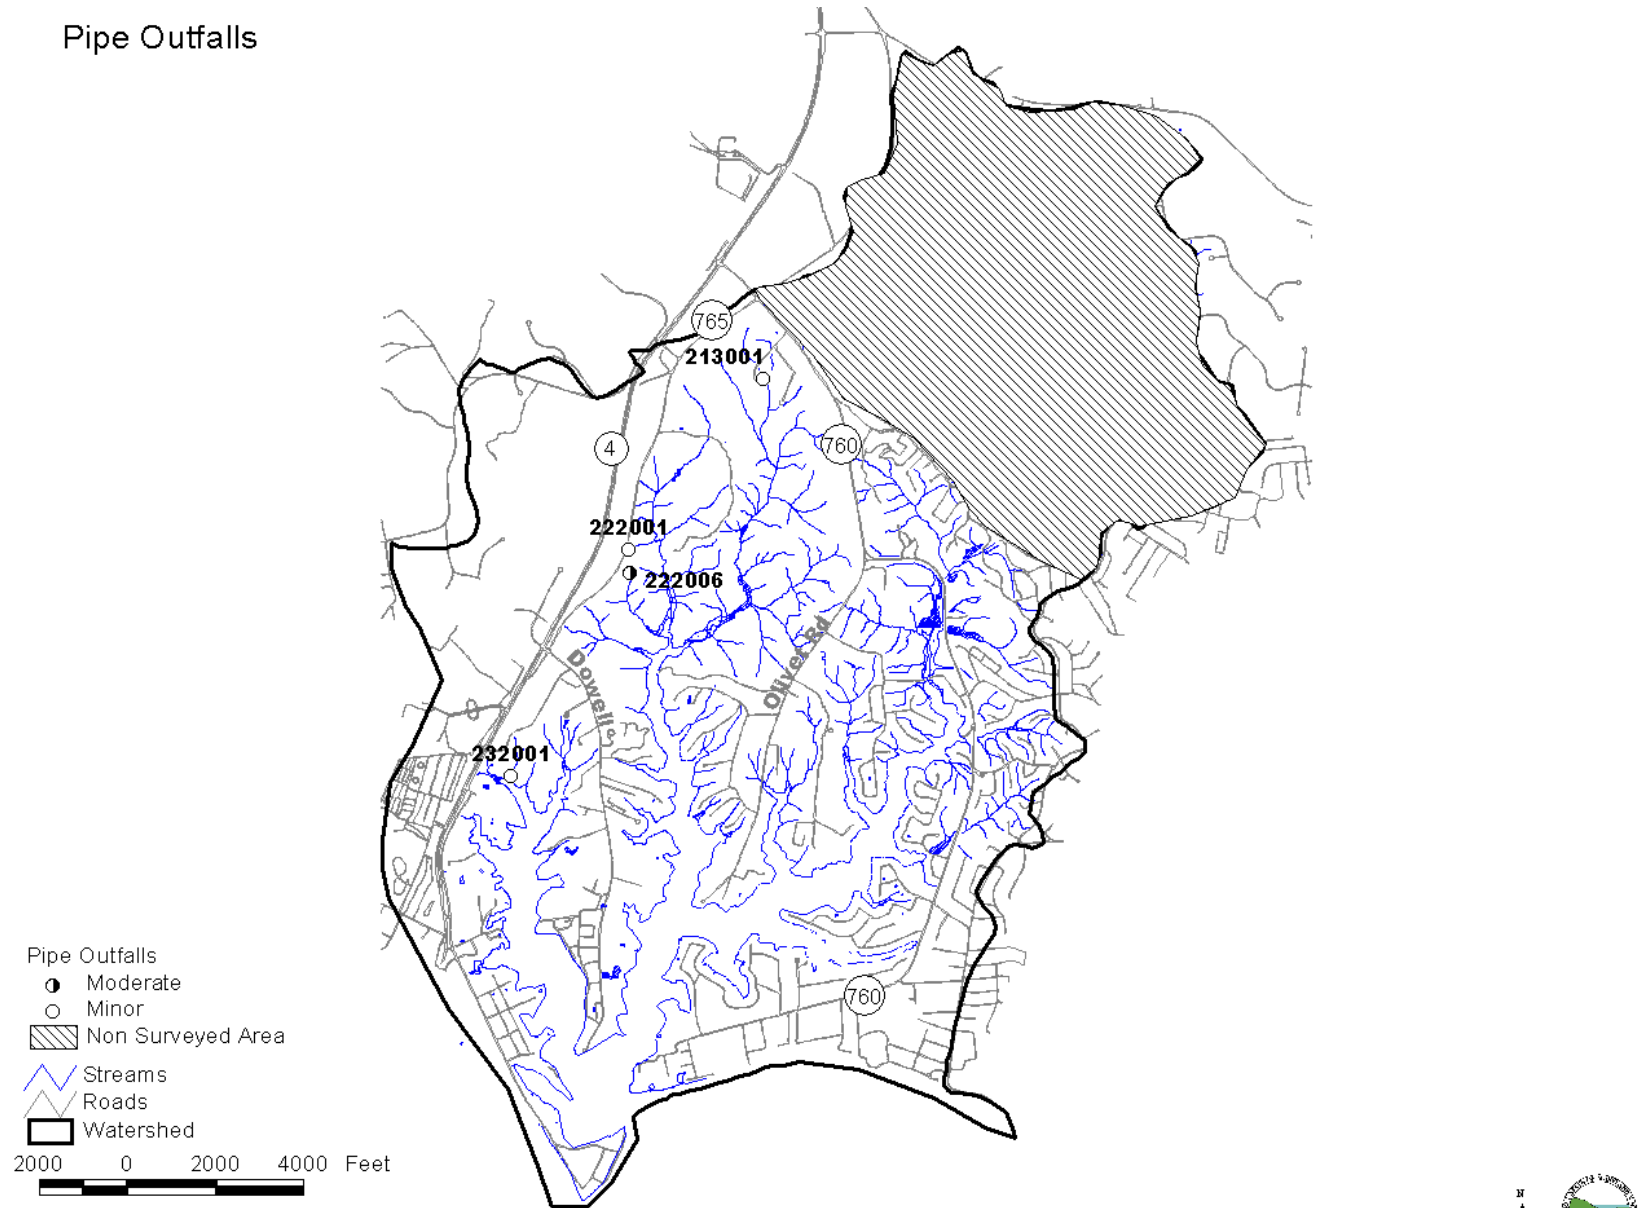 Pipe Outfalls
765
213001
4
760
222001
222006
Oliver Rd
Dowell
232001
760
Pipe Outfalls
Moderate
Minor
Non Surveyed Area
Streams
Roads
Watershed
2000 0 2000 4000 Feet
N